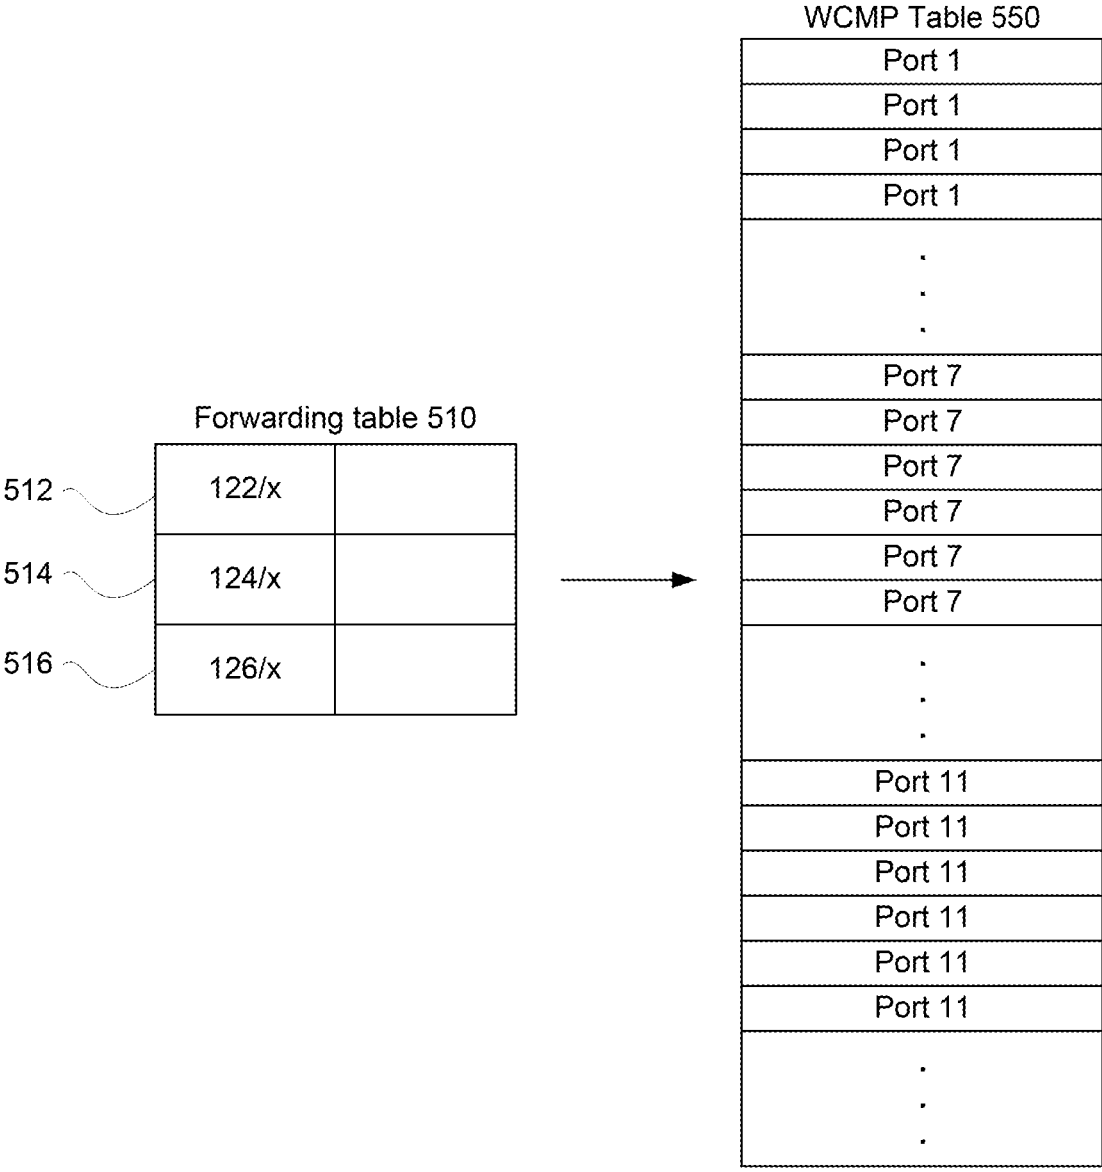 WCMP Table 550
Port 1
Port 1
Port 1
Port 1
.
.
.
Port 7
Port 7
Port 7
Port 7
Port 7
Port 7
.
.
.
Port 11
Port 11
Port 11
Port 11
Port 11
Port 11
.
.
.
Forwarding table 510
512 122/x
514 124/x
516 126/x